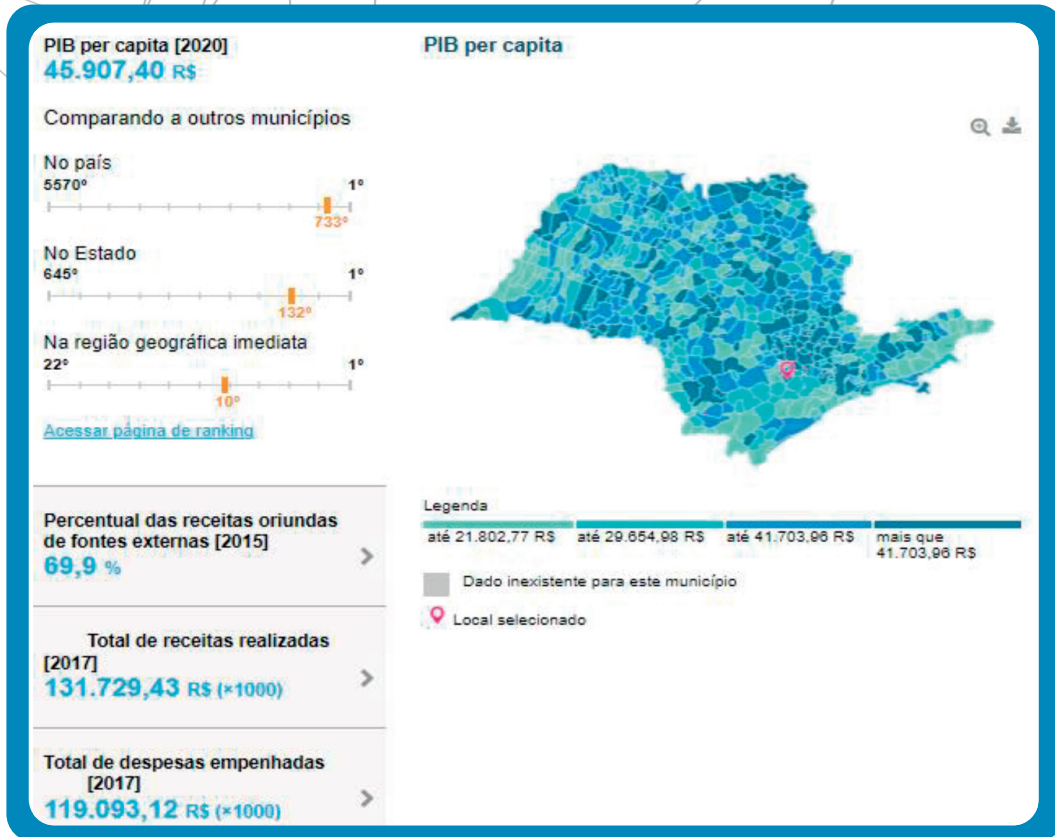 PIB per capita [2020]
45.907,40 R$
Comparando a outros municípios
No país
5570º 1º
733º
No Estado
645º 1º
132º
Na região geográfica imediata
22º 1º
10º
Acessar página de ranking
Percentual das receitas oriundas
de fontes externas [2015]
69,9 %
Total de receitas realizadas
[2017]
131.729,43 R$ (×1000)
Total de despesas empenhadas
[2017]
119.093,12 R$ (×1000)
PIB per capita
Legenda
até 21.802,77 R$ até 29.654,98 R$ até 41.703,96 R$ mais que
41.703,96 R$
Dado inexistente para este município
Local selecionado